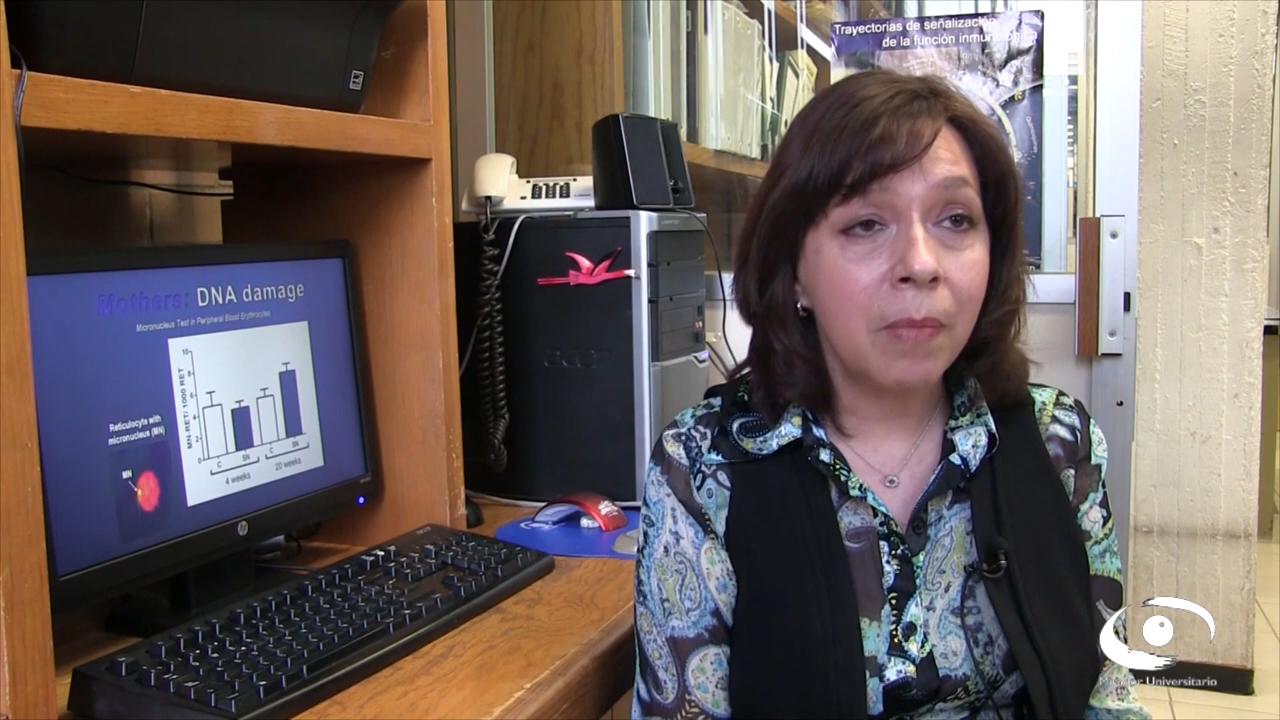 Trayectorias de señalización
de la función inmunológica
Mothers: DNA damage
Micronucleus Test in Peripheral Blood Erythrocytes
MN-RET/ 1000 RET
10
8
6
4
2
0
C
SN
C
SN
4 weeks
20 weeks
Reticulocyte with
micronucleus (MN)
MN
hp
acer
Universitario